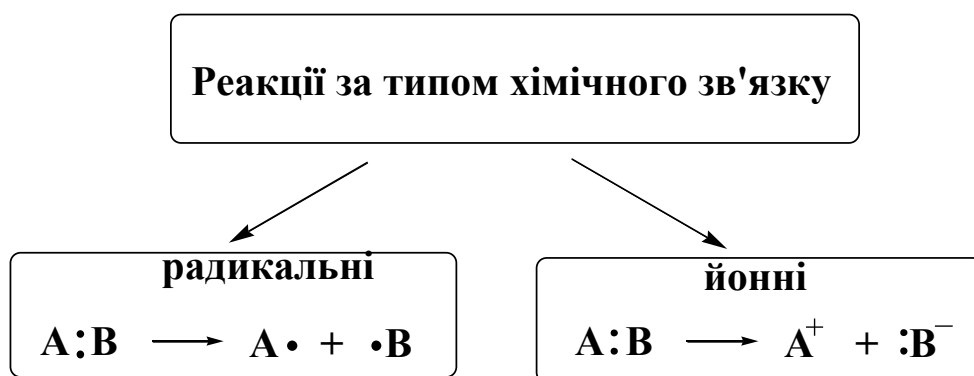 Реакції за типом хімічного зв'язку
радикальні
A:B → A• + •B
йонні
A:B → A⁺ + :B⁻